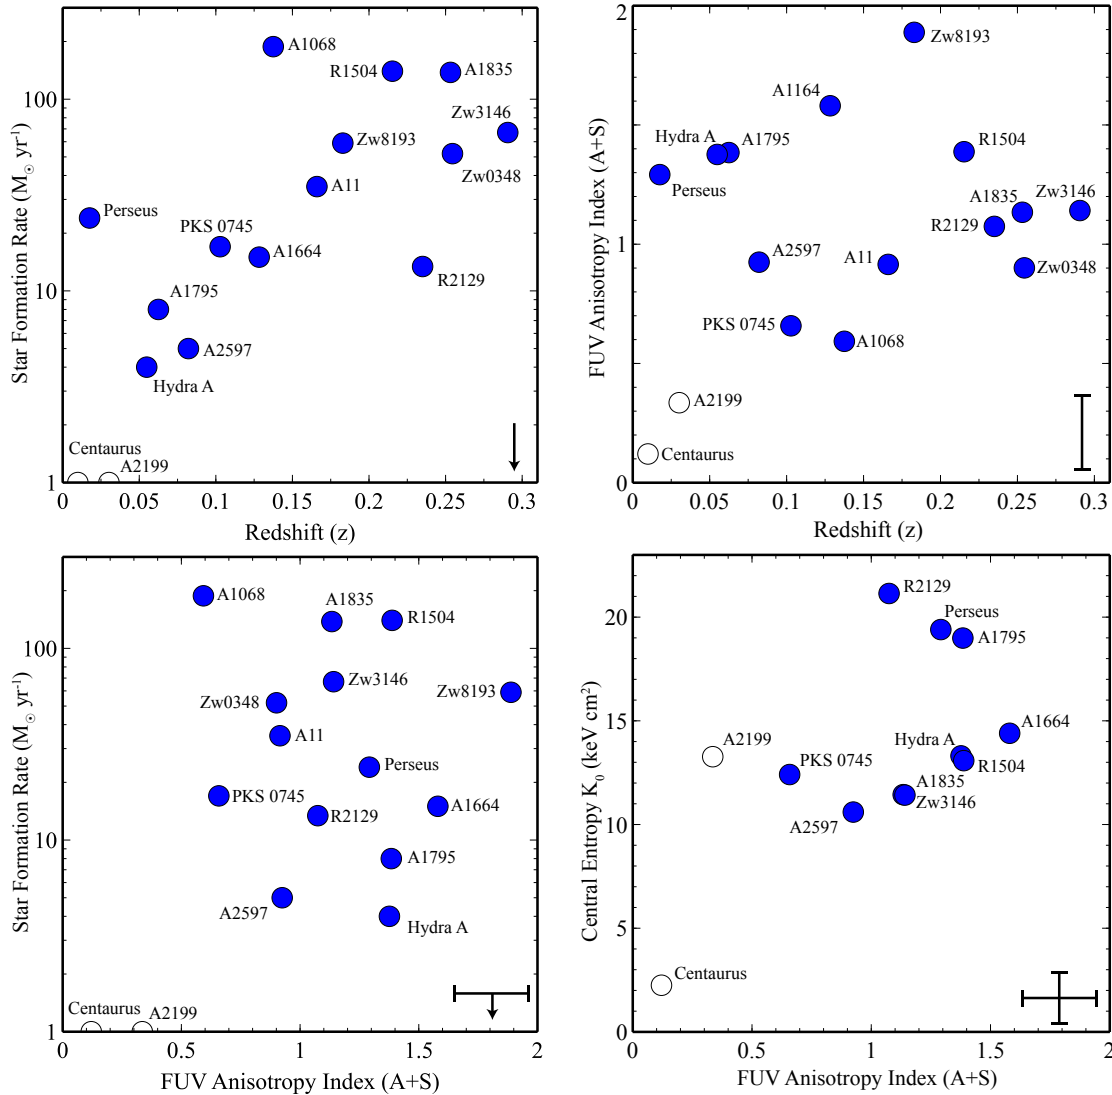 300
A1068
R1504
A1835
100
Zw3146
Zw8193
Zw0348
A11
Perseus
PKS 0745
A1664
R2129
10
A1795
A2597
Hydra A
Centaurus
A2199
1
0 0.05 0.1 0.15 0.2 0.25 0.3
Redshift (z)
Star Formation Rate (M☉ yr-1)
2
Zw8193
A1164
Hydra A
A1795
R1504
Perseus
A1835
Zw3146
R2129
1
A2597
A11
Zw0348
PKS 0745
A1068
A2199
Centaurus
0
0 0.05 0.1 0.15 0.2 0.25 0.3
Redshift (z)
FUV Anisotropy Index (A+S)
A1068
A1835
R1504
100
Zw3146
Zw8193
Zw0348
A11
Perseus
PKS 0745
A1664
R2129
10
A1795
A2597
Hydra A
Centaurus
A2199
1
0 0.5 1 1.5 2
FUV Anisotropy Index (A+S)
Star Formation Rate (M☉ yr-1)
R2129
20
Perseus
A1795
A1664
15
A2199
Hydra A
PKS 0745
R1504
A1835
Zw3146
A2597
10
5
Centaurus
0
0 0.5 1 1.5 2
FUV Anisotropy Index (A+S)
Central Entropy K0 (keV cm2)